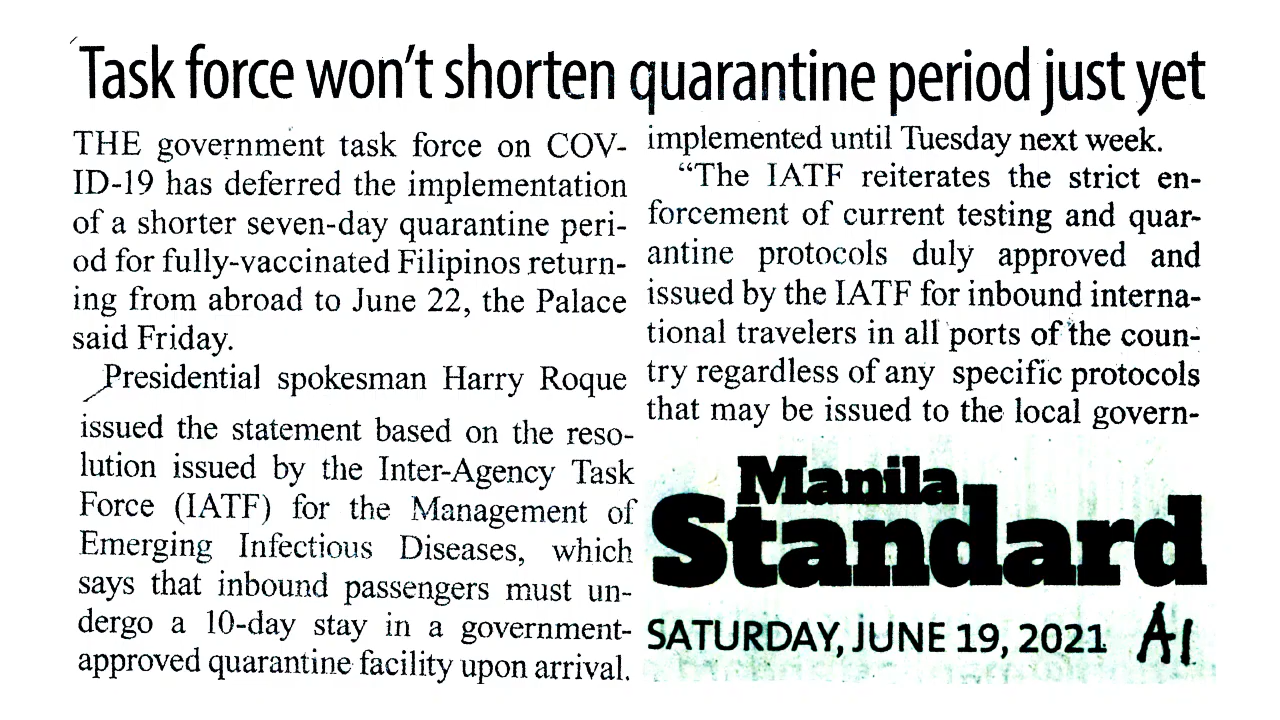 Task force won't shorten quarantine period just yet
THE government task force on COV-
ID-19 has deferred the implementation
of a shorter seven-day quarantine peri-
od for fully-vaccinated Filipinos return-
ing from abroad to June 22, the Palace
said Friday.
Presidential spokesman Harry Roque
issued the statement based on the reso-
lution issued by the Inter-Agency Task
Force (IATF) for the Management of
Emerging Infectious Diseases, which
says that inbound passengers must un-
dergo a 10-day stay in a government-
approved quarantine facility upon arrival.
implemented until Tuesday next week.
“The IATF reiterates the strict en-
forcement of current testing and quar-
antine protocols duly approved and
issued by the IATF for inbound interna-
tional travelers in all ports of the coun-
try regardless of any specific protocols
that may be issued to the local govern-
Manila
Standard
SATURDAY, JUNE 19, 2021 A1